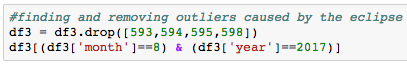 #finding and removing outliers caused by the eclipse
df3 = df3.drop([593,594,595,598])
df3[(df3['month']==8) & (df3['year']==2017)]